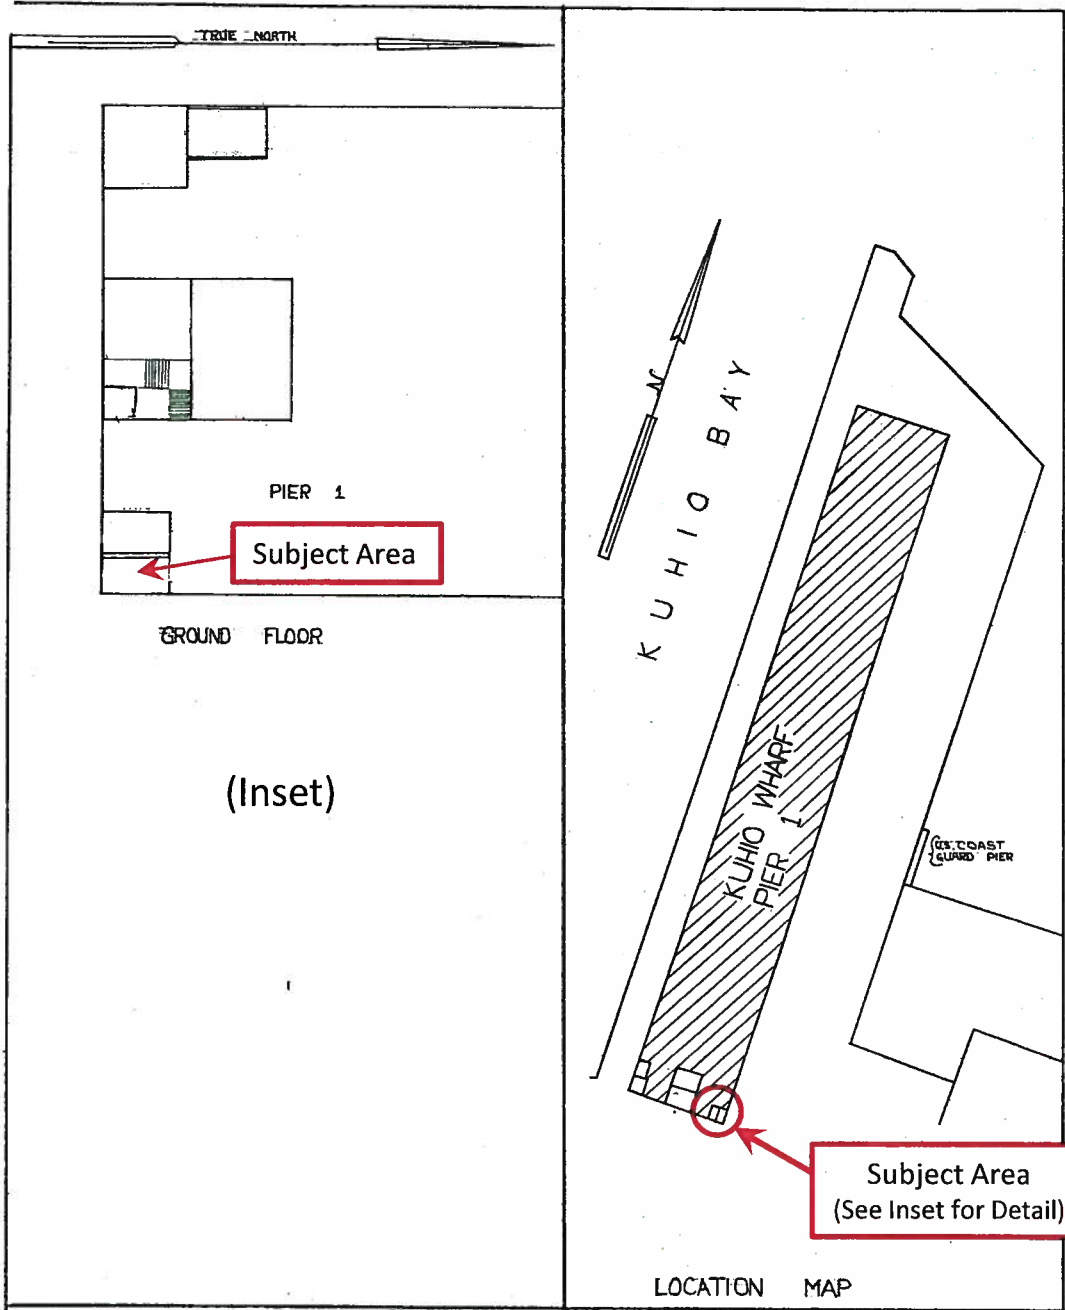 TRUE NORTH
PIER 1
Subject Area
GROUND FLOOR
(Inset)
N
KUHIO BAY
KUHIO WHARF
PIER 1
U.S. COAST
GUARD PIER
Subject Area
(See Inset for Detail)
LOCATION MAP